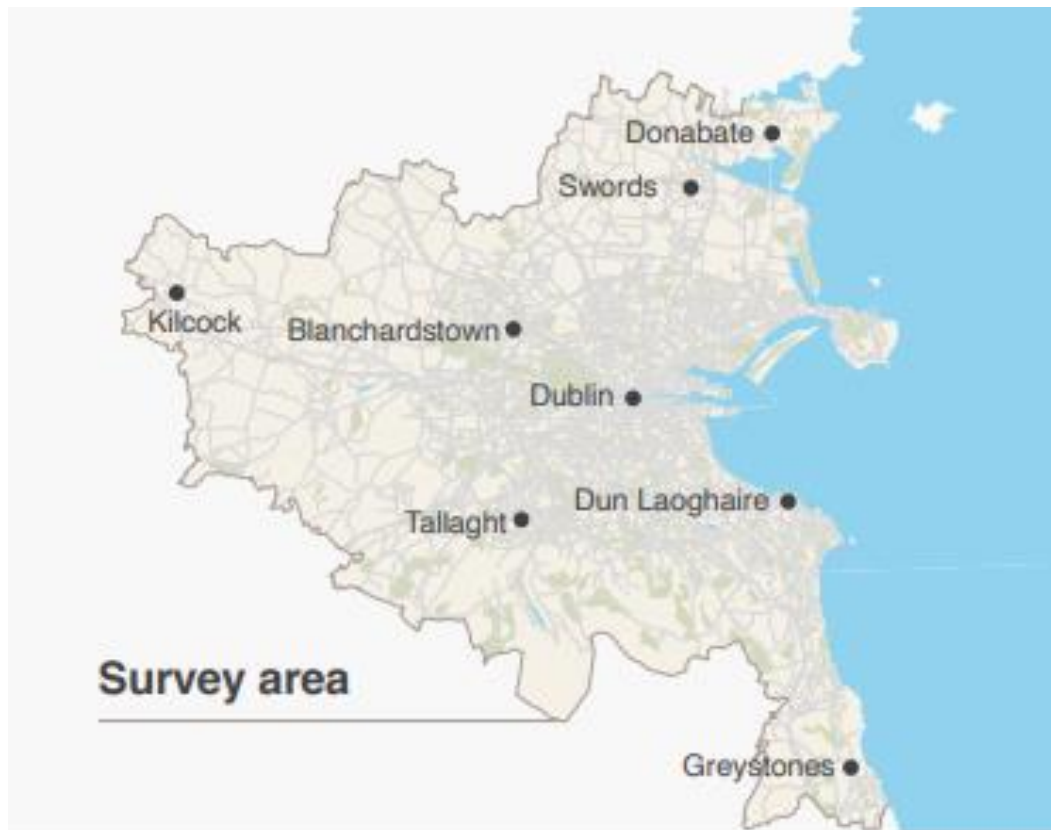 Donabate
Swords
Kilcock
Blanchardstown
Dublin
Dun Laoghaire
Tallaght
Survey area
Greystones